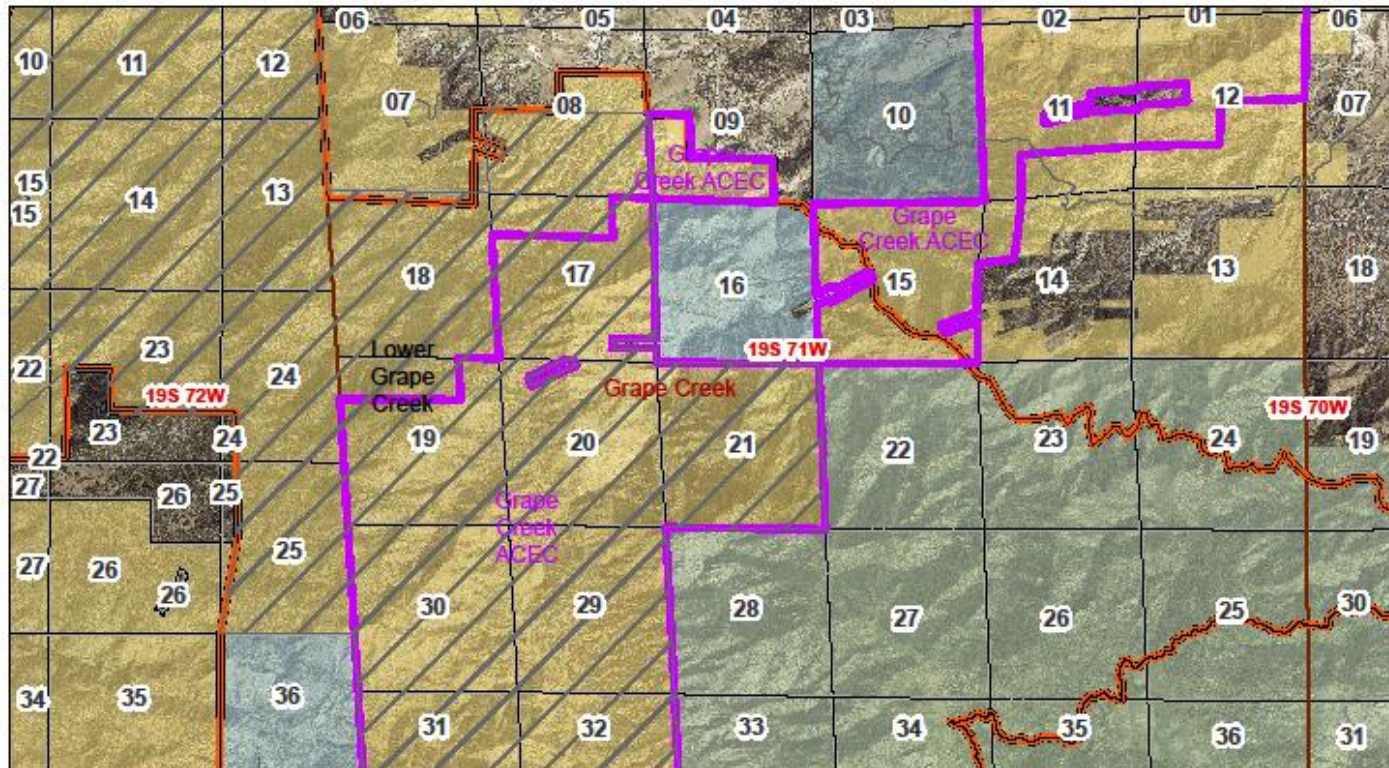 06 05 04 03 02 01 06
10 11 12 07 08 09 10 11 12 07
Grape
Creek ACEC
15
15 14 13 18 17 16 15 14 13 18
Grape
Creek ACEC
22 23 24
Lower
Grape
Creek
19S 71W
Grape Creek
19S 72W
19S 70W
23 24 19 20 21 22 23 24 19
22
27 26 25
Grape
Creek
ACEC
27 26 26 25 30 29 28 27 26 25 30
34 35 36 31 32 33 34 35 36 31